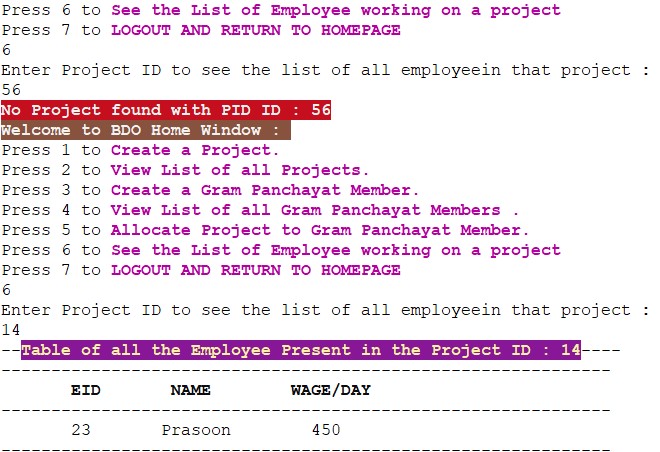 Press 6 to See the List of Employee working on a project
Press 7 to LOGOUT AND RETURN TO HOMEPAGE
6
Enter Project ID to see the list of all employeein that project :
56
No Project found with PID ID : 56
Welcome to BDO Home Window :
Press 1 to Create a Project.
Press 2 to View List of all Projects.
Press 3 to Create a Gram Panchayat Member.
Press 4 to View List of all Gram Panchayat Members .
Press 5 to Allocate Project to Gram Panchayat Member.
Press 6 to See the List of Employee working on a project
Press 7 to LOGOUT AND RETURN TO HOMEPAGE
6
Enter Project ID to see the list of all employeein that project :
14
--Table of all the Employee Present in the Project ID : 14----
-------------------------------------------------------------
EID NAME WAGE/DAY
-------------------------------------------------------------
23 Prasoon 450
-------------------------------------------------------------